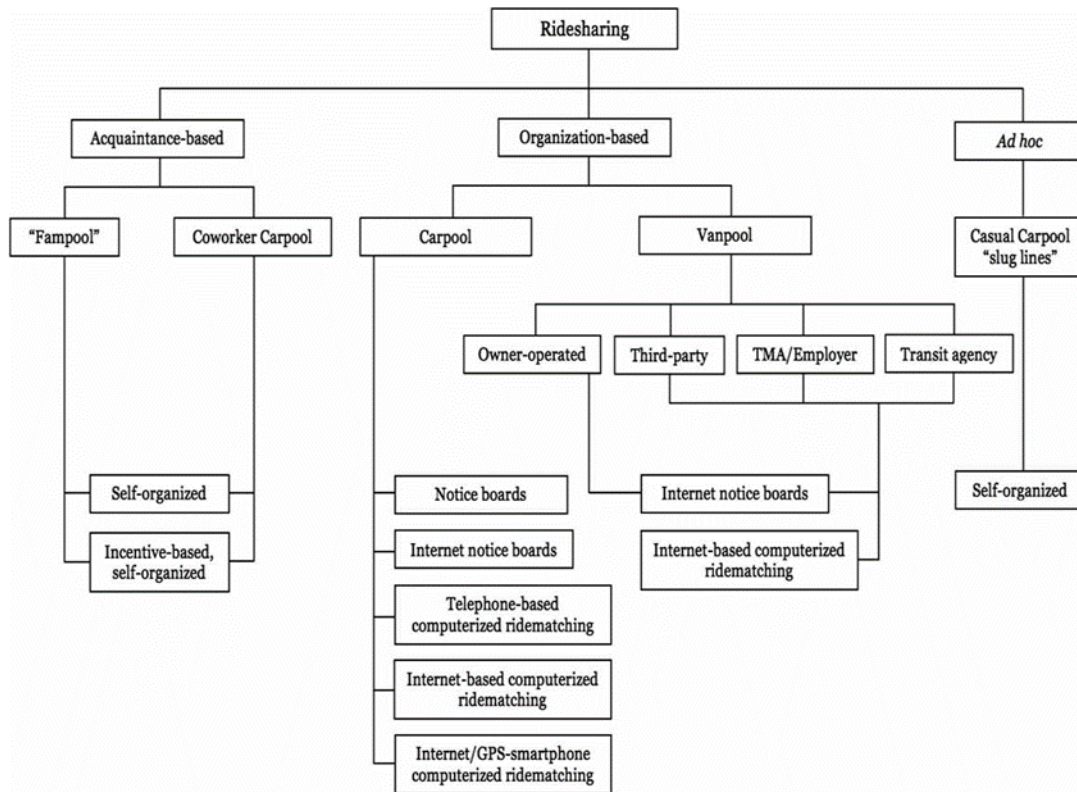 Ridesharing
Acquaintance-based
Organization-based
Ad hoc
“Fampool”
Coworker Carpool
Carpool
Vanpool
Casual Carpool
“slug lines”
Owner-operated
Third-party
TMA/Employer
Transit agency
Self-organized
Incentive-based,
self-organized
Notice boards
Internet notice boards
Telephone-based
computerized ridematching
Internet-based computerized
ridematching
Internet/GPS-smartphone
computerized ridematching
Internet notice boards
Internet-based computerized
ridematching
Self-organized